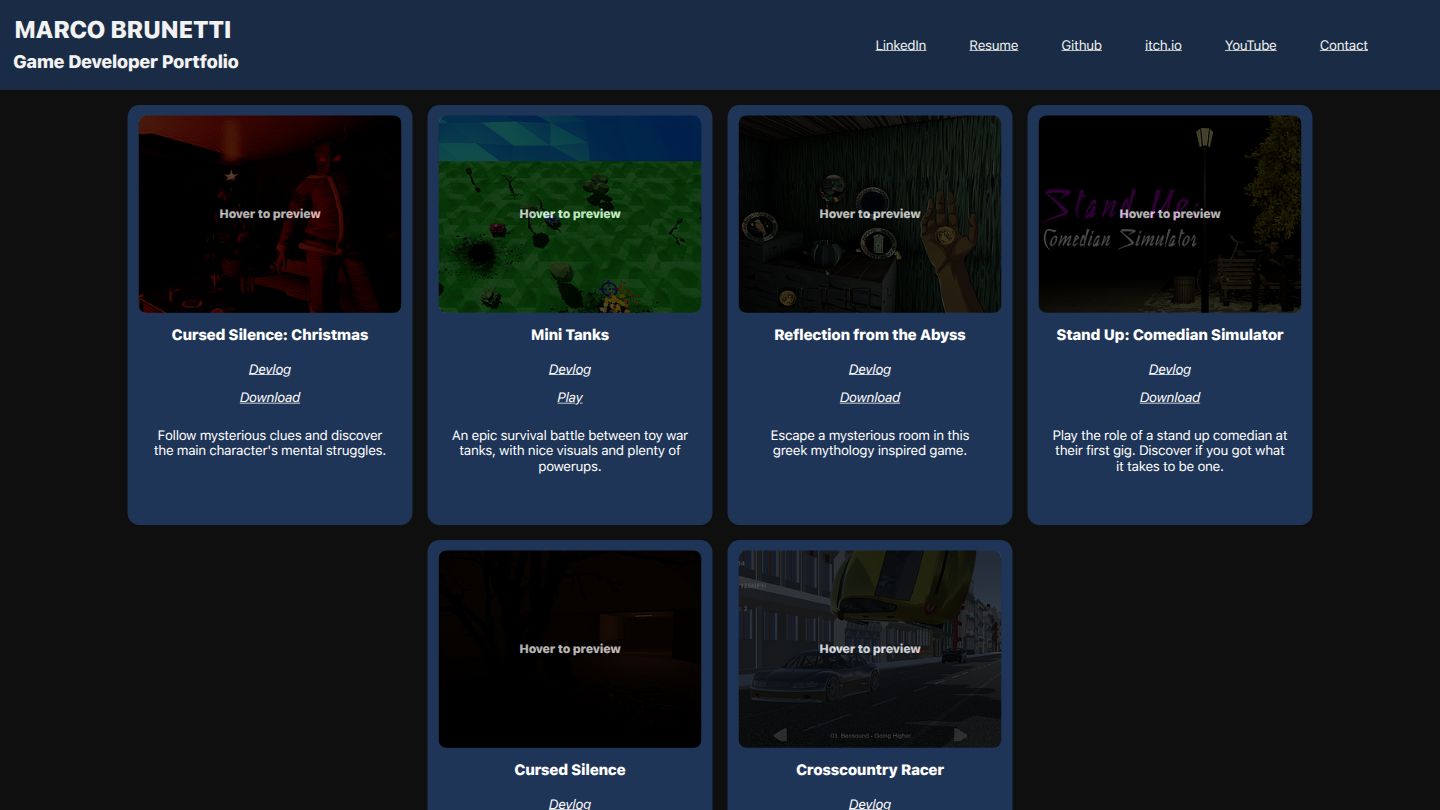 MARCO BRUNETTI
Game Developer Portfolio
LinkedIn
Resume
Github
itch.io
YouTube
Contact
Hover to preview
Cursed Silence: Christmas
Devlog
Download
Follow mysterious clues and discover
the main character's mental struggles.
Hover to preview
Mini Tanks
Devlog
Play
An epic survival battle between toy war
tanks, with nice visuals and plenty of
powerups.
Hover to preview
Reflection from the Abyss
Devlog
Download
Escape a mysterious room in this
greek mythology inspired game.
Stand Up:
Comedian Simulator
Hover to preview
Stand Up: Comedian Simulator
Devlog
Download
Play the role of a stand up comedian at
their first gig. Discover if you got what
it takes to be one.
Hover to preview
Cursed Silence
Devlog
Hover to preview
03. Bensound - Going Higher
Crosscountry Racer
Devlog